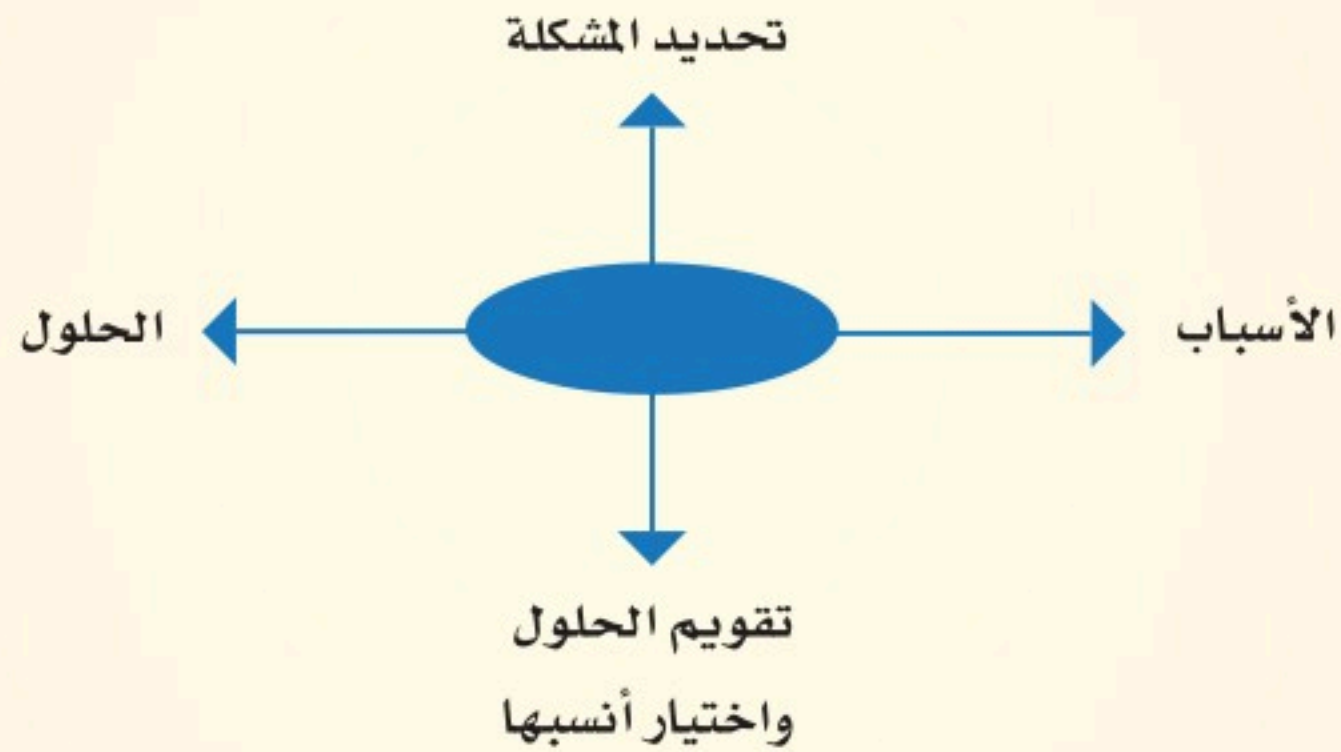 تحديد المشكلة
الأسباب
الحلول
تقويم الحلول
واختيار أنسبها